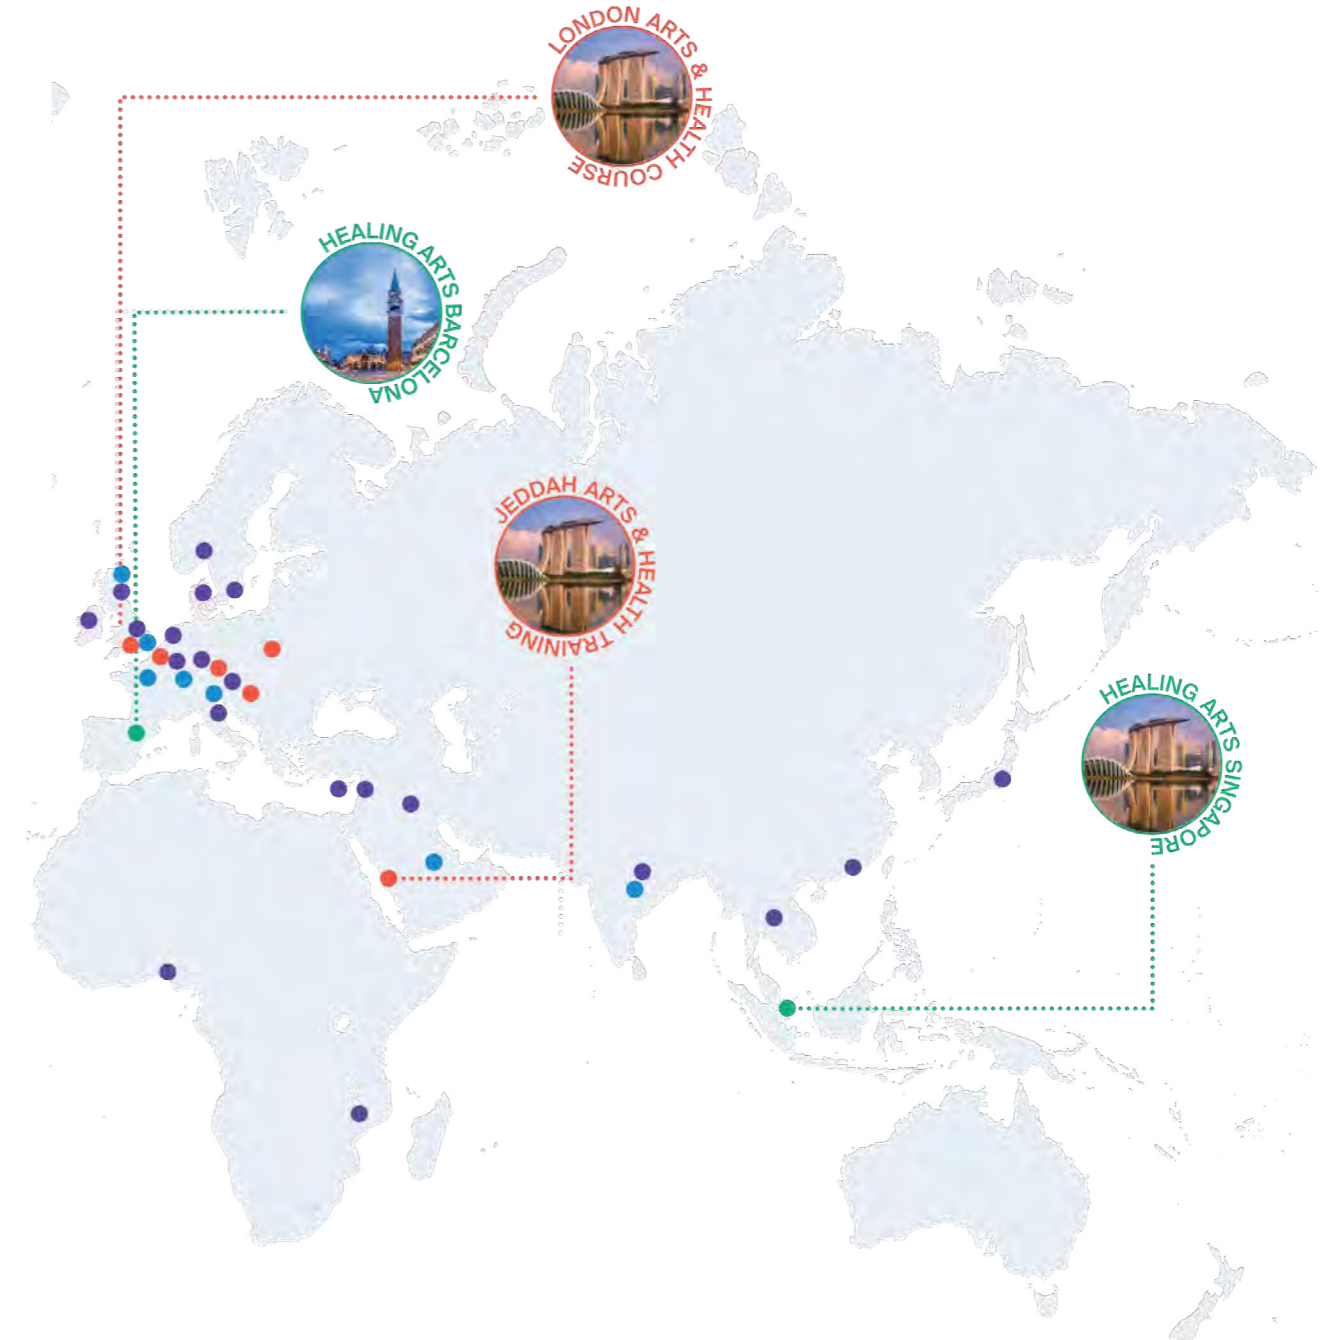 LONDON ARTS & HEALTH COURSE
HEALING ARTS BARCELONA
JEDDAH ARTS & HEALTH TRAINING
HEALING ARTS SINGAPORE